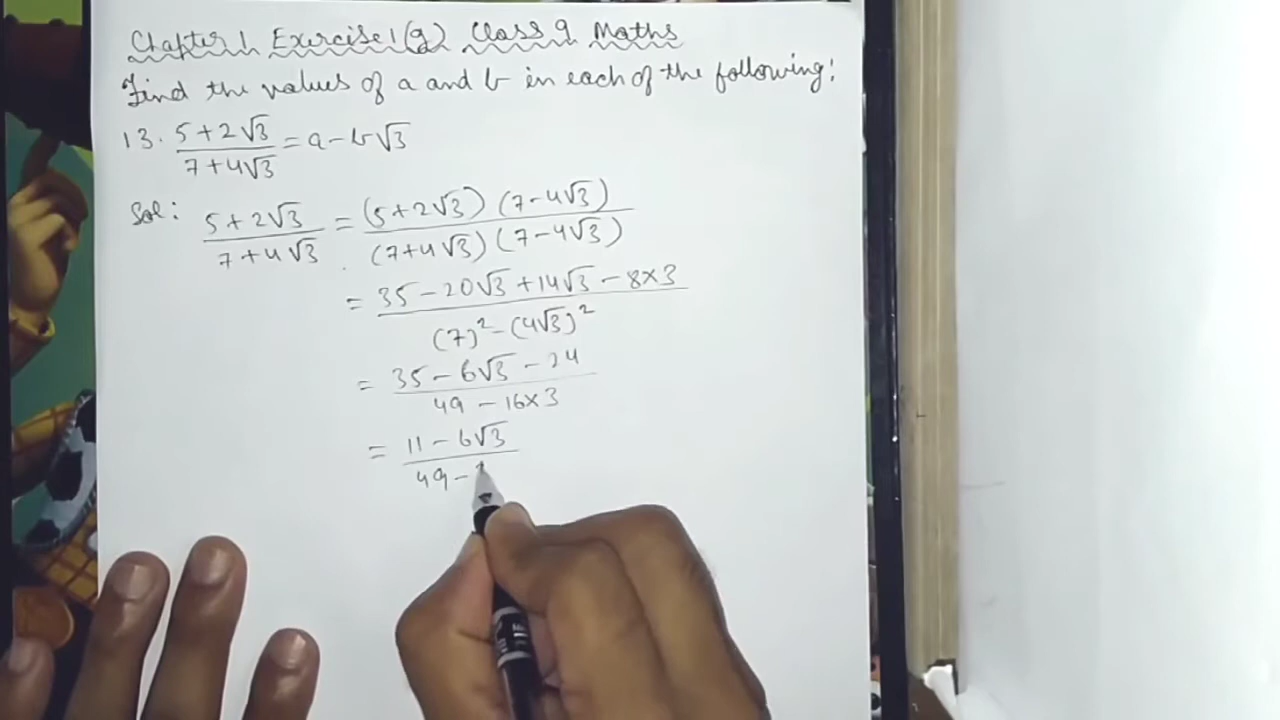 Chapter 1 Exercise 1(g) Class 9 Maths
Find the values of a and b in each of the following:
13. (5+2√3)/(7+4√3) = a-b√3
Sol: (5+2√3)/(7+4√3) = ((5+2√3)(7-4√3))/((7+4√3)(7-4√3))
= (35-20√3+14√3-8×3)/((7)²-(4√3)²)
= (35-6√3-24)/(49-16×3)
= (11-6√3)/(49-